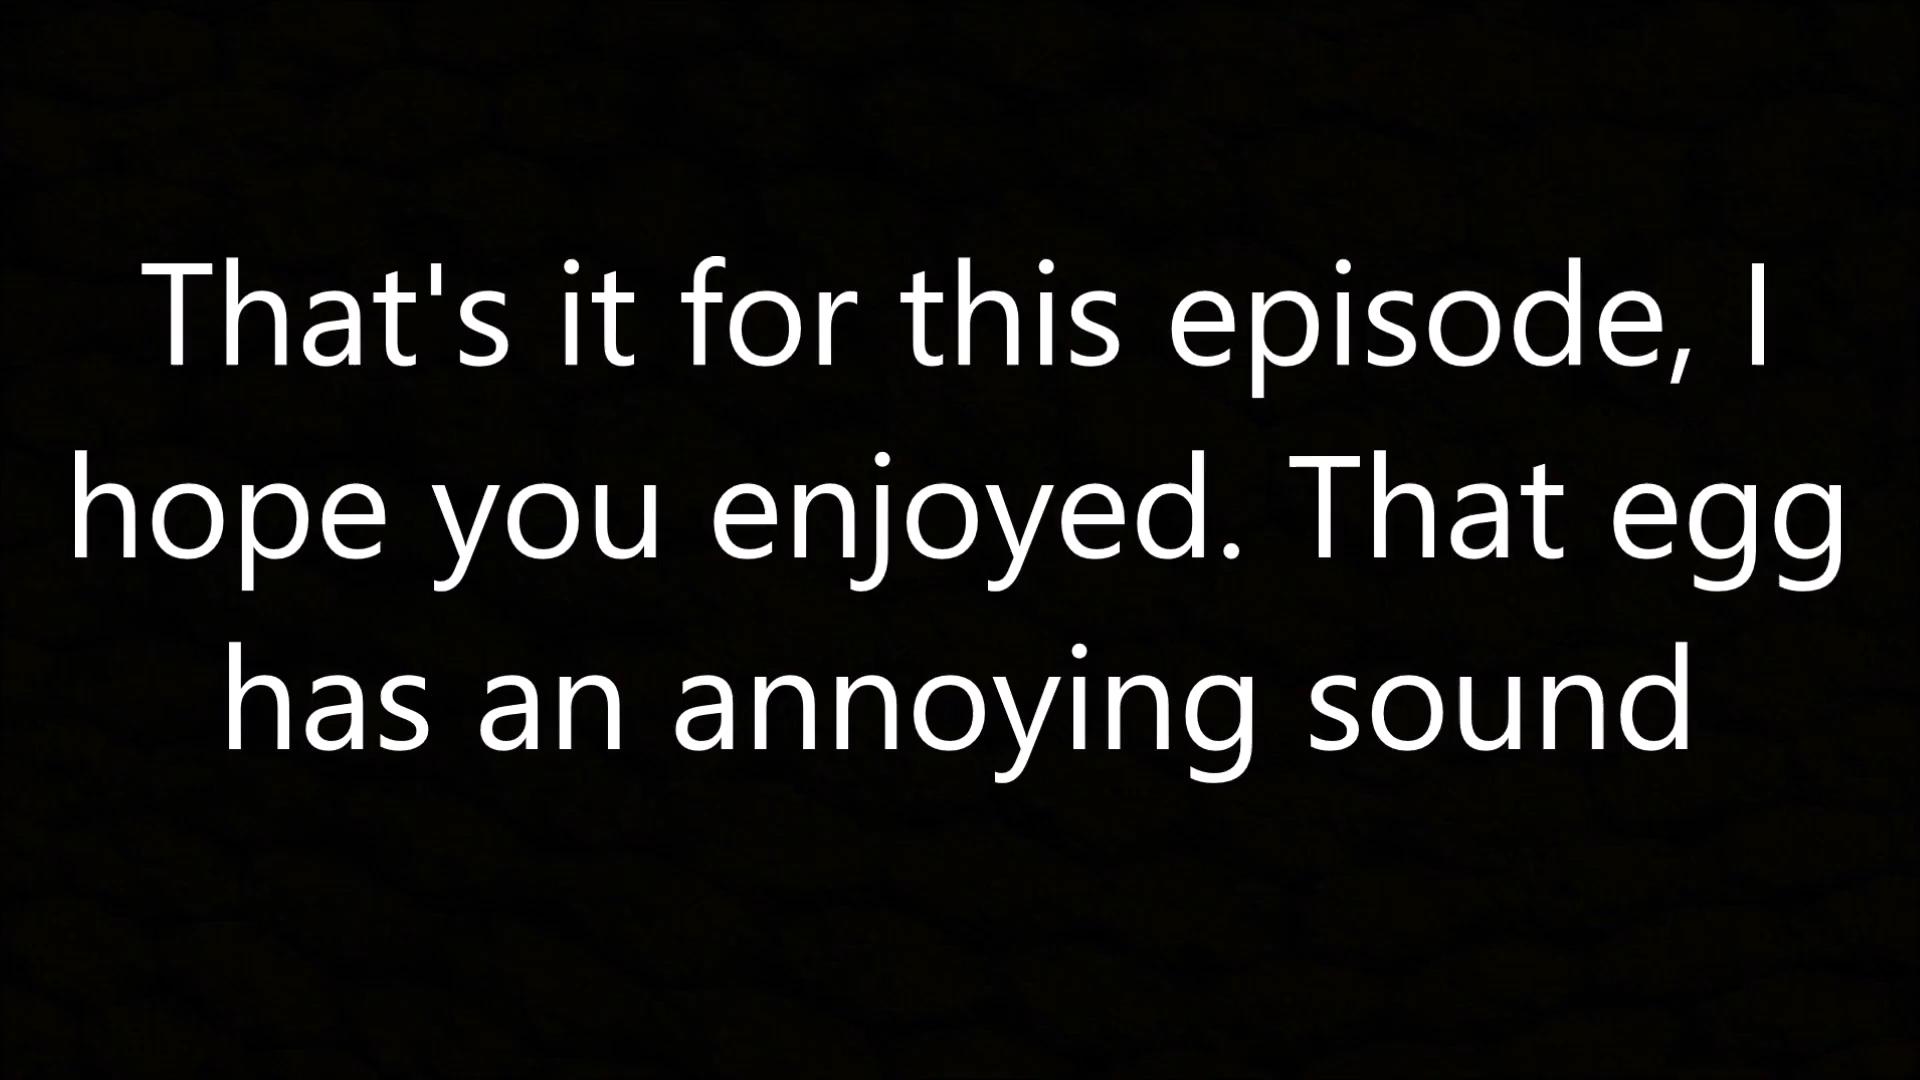 That's it for this episode, I
hope you enjoyed. That egg
has an annoying sound